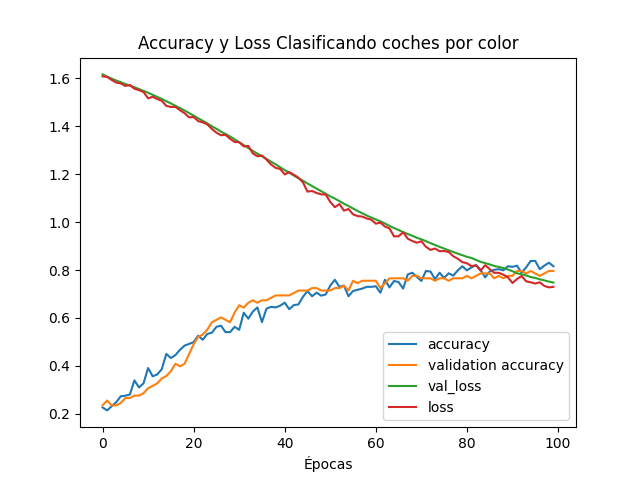 Accuracy y Loss Clasificando coches por color
1.6
1.4
1.2
1.0
0.8
0.6
0.4
0.2
0 20 40 60 80 100
Épocas
accuracy
validation accuracy
val_loss
loss